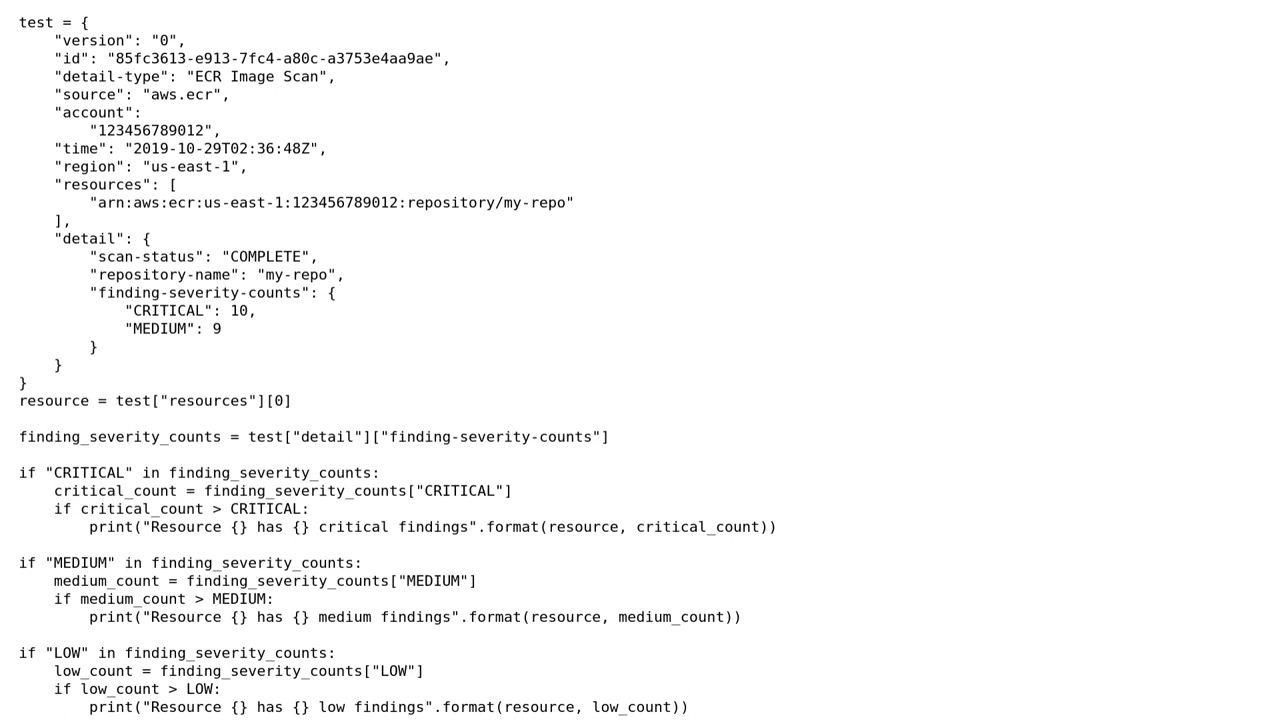 test = {
    "version": "0",
    "id": "85fc3613-e913-7fc4-a80c-a3753e4aa9ae",
    "detail-type": "ECR Image Scan",
    "source": "aws.ecr",
    "account":
        "123456789012",
    "time": "2019-10-29T02:36:48Z",
    "region": "us-east-1",
    "resources": [
        "arn:aws:ecr:us-east-1:123456789012:repository/my-repo"
    ],
    "detail": {
        "scan-status": "COMPLETE",
        "repository-name": "my-repo",
        "finding-severity-counts": {
            "CRITICAL": 10,
            "MEDIUM": 9
        }
    }
}
resource = test["resources"][0]

finding_severity_counts = test["detail"]["finding-severity-counts"]

if "CRITICAL" in finding_severity_counts:
    critical_count = finding_severity_counts["CRITICAL"]
    if critical_count > CRITICAL:
        print("Resource {} has {} critical findings".format(resource, critical_count))

if "MEDIUM" in finding_severity_counts:
    medium_count = finding_severity_counts["MEDIUM"]
    if medium_count > MEDIUM:
        print("Resource {} has {} medium findings".format(resource, medium_count))

if "LOW" in finding_severity_counts:
    low_count = finding_severity_counts["LOW"]
    if low_count > LOW:
        print("Resource {} has {} low findings".format(resource, low_count))